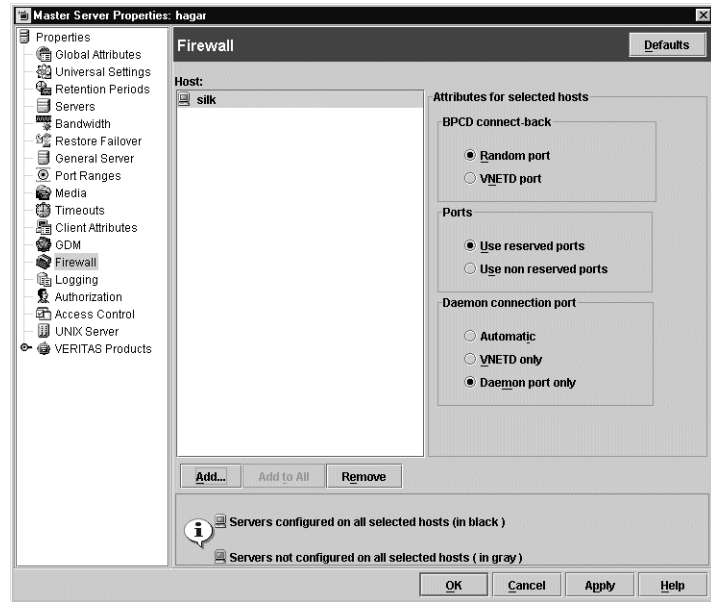 Master Server Properties: hagar
Properties
Global Attributes
Universal Settings
Retention Periods
Servers
Bandwidth
Restore Failover
General Server
Port Ranges
Media
Timeouts
Client Attributes
GDM
Firewall
Logging
Authorization
Access Control
UNIX Server
VERITAS Products
Firewall
Defaults
Host:
silk
Attributes for selected hosts
BPCD connect-back
Random port
VNETD port
Ports
Use reserved ports
Use non reserved ports
Daemon connection port
Automatic
VNETD only
Daemon port only
Add...
Add to All
Remove
Servers configured on all selected hosts (in black )
Servers not configured on all selected hosts ( in gray )
OK
Cancel
Apply
Help